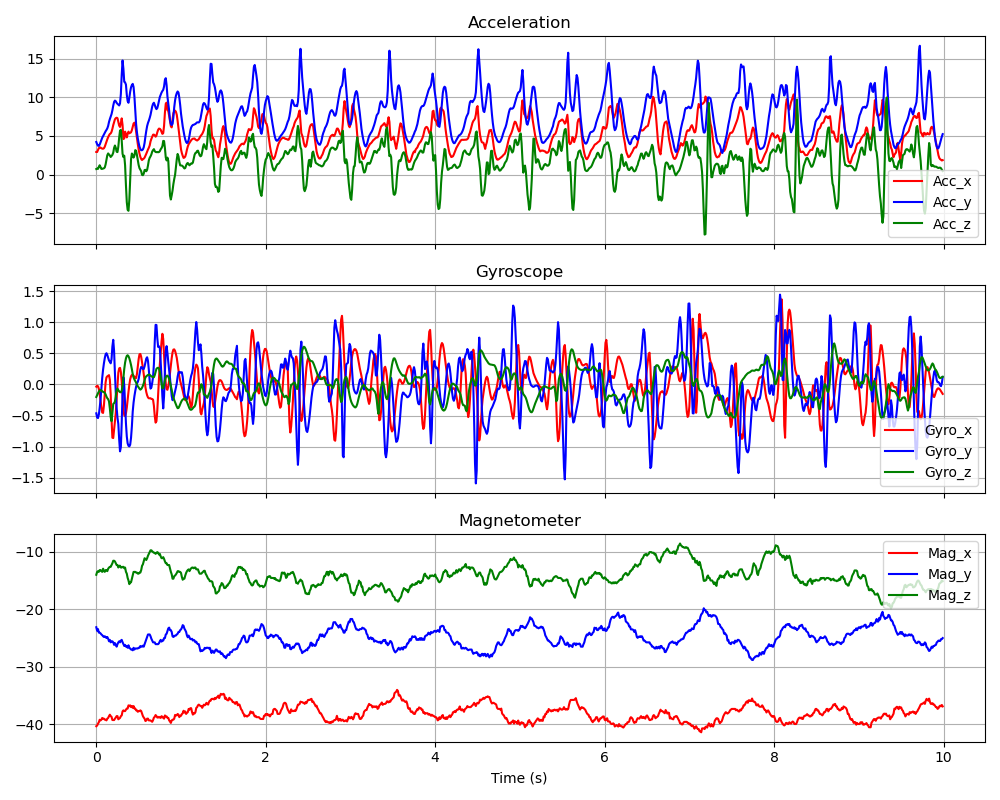 Acceleration
15
10
5
0
−5
Acc_x
Acc_y
Acc_z
Gyroscope
1.5
1.0
0.5
0.0
−0.5
−1.0
−1.5
Gyro_x
Gyro_y
Gyro_z
Magnetometer
−10
−20
−30
−40
Mag_x
Mag_y
Mag_z
0 2 4 6 8 10
Time (s)